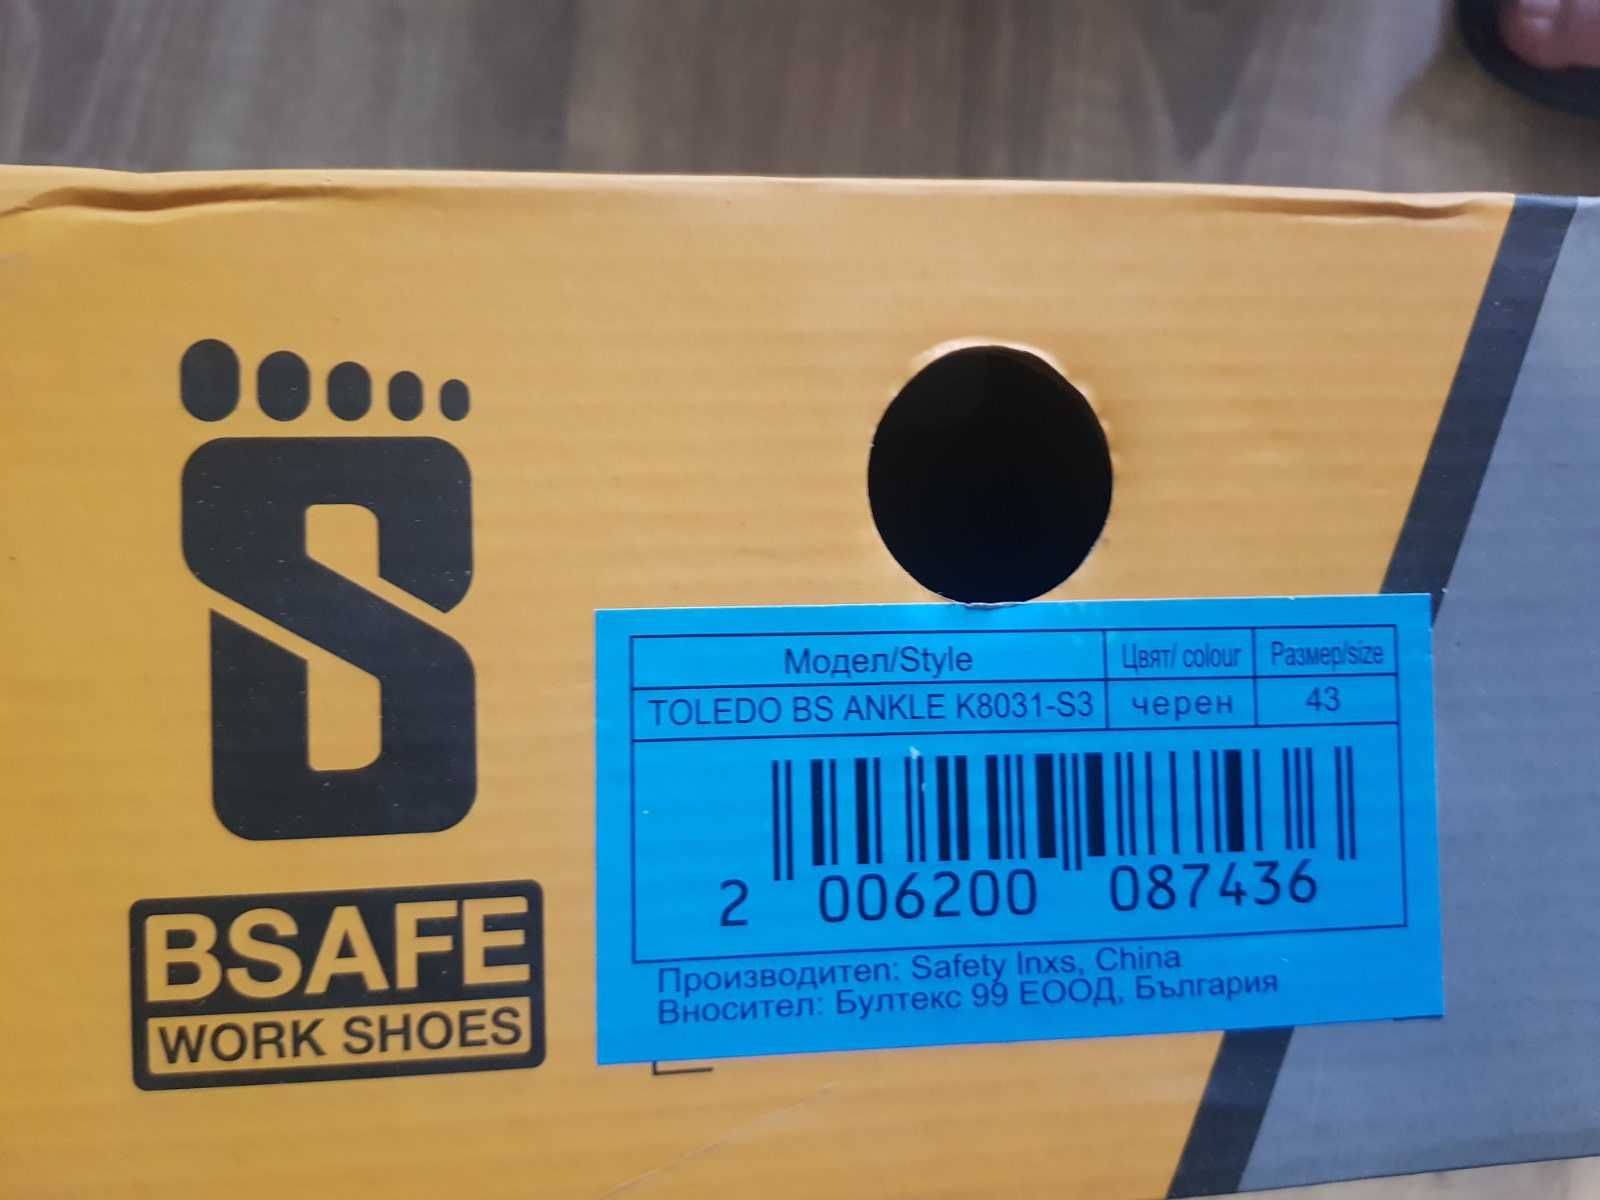 BSAFE
WORK SHOES
Модел/Style Цвят/ colour Размер/size
TOLEDO BS ANKLE K8031-S3 черен 43
2 006200 087436
Производител: Safety Inxs, China
Вносител: Бултекс 99 ЕООД, България